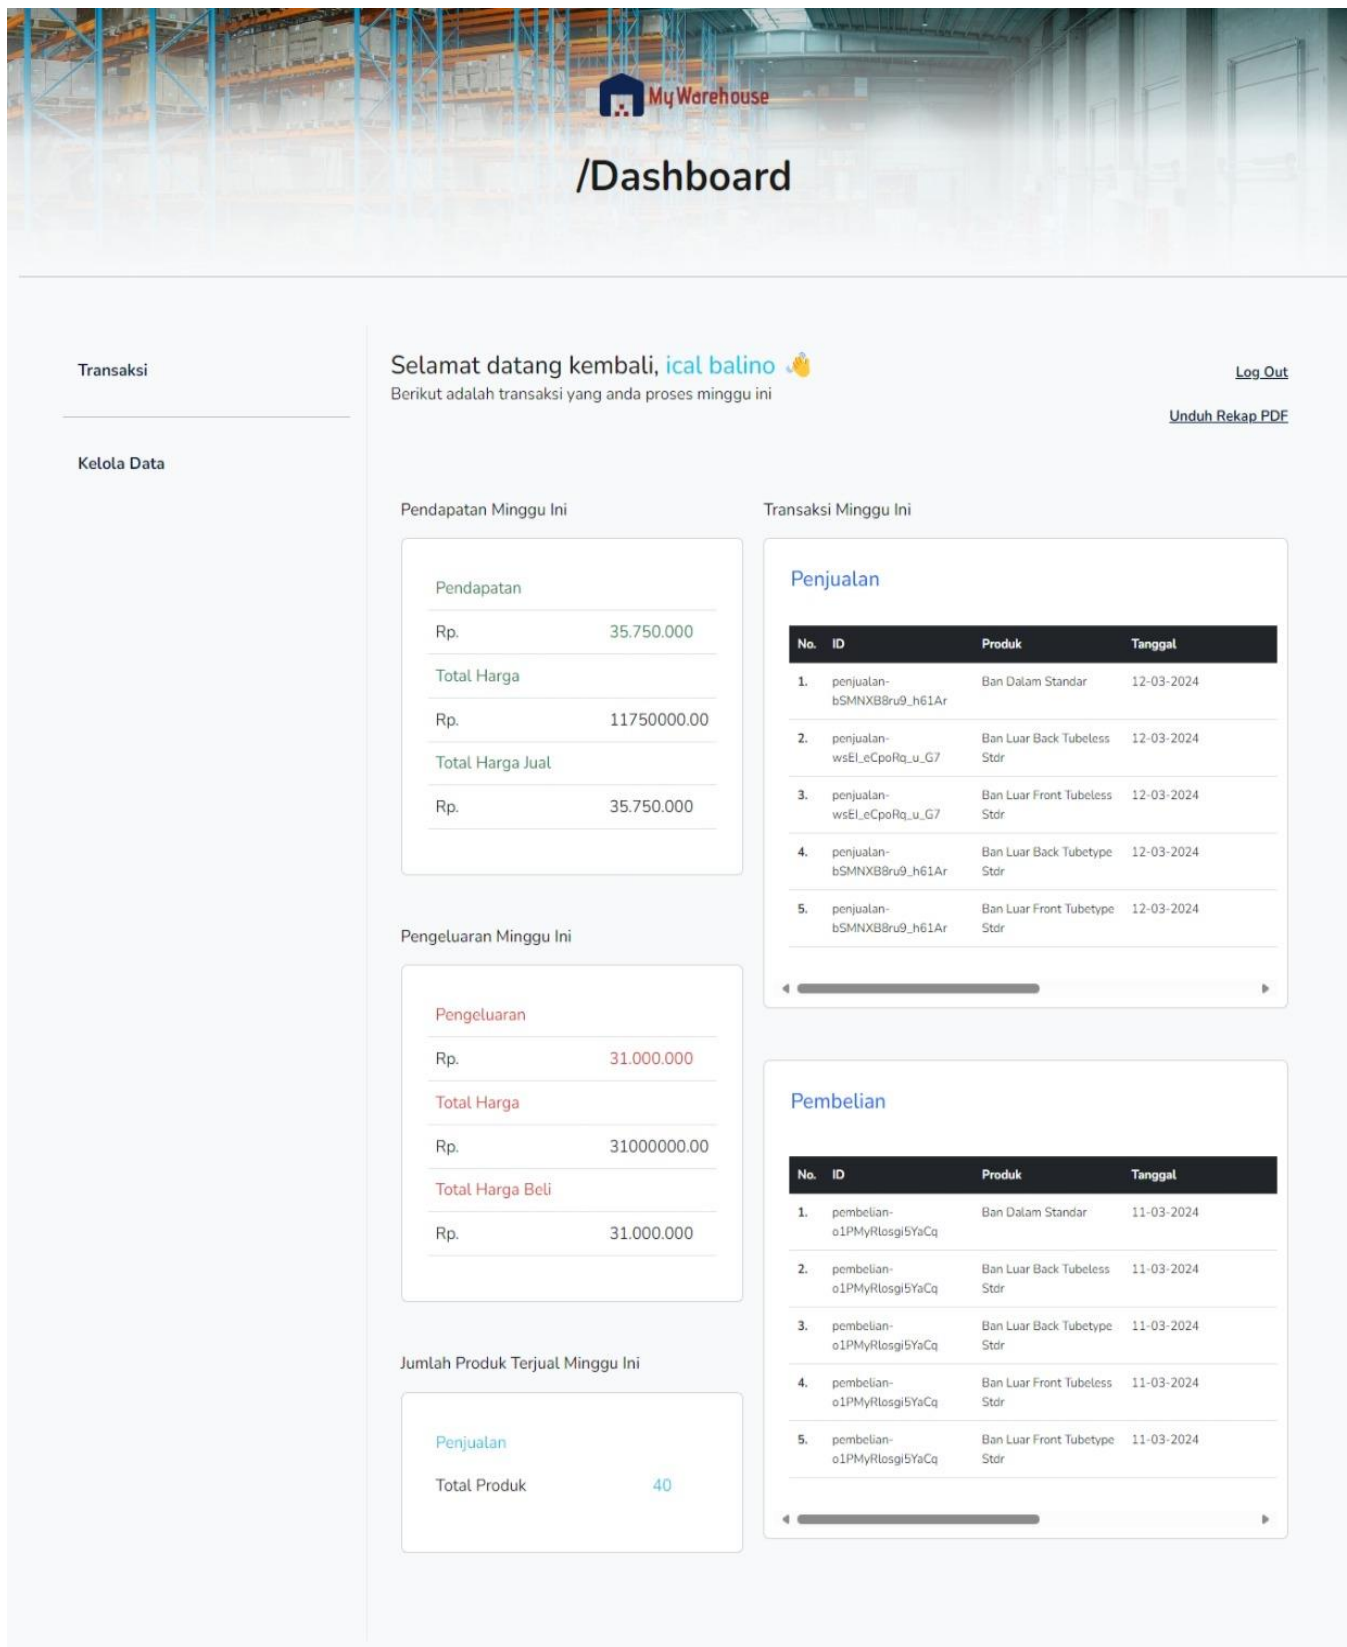 My Warehouse
/Dashboard
Transaksi
Kelola Data
Selamat datang kembali, ical balino 👋
Berikut adalah transaksi yang anda proses minggu ini
Log Out
Unduh Rekap PDF
Pendapatan Minggu Ini
Pendapatan
Rp. 35.750.000
Total Harga
Rp. 11750000.00
Total Harga Jual
Rp. 35.750.000
Pengeluaran Minggu Ini
Pengeluaran
Rp. 31.000.000
Total Harga
Rp. 31000000.00
Total Harga Beli
Rp. 31.000.000
Jumlah Produk Terjual Minggu Ini
Penjualan
Total Produk 40
Transaksi Minggu Ini
Penjualan
No. ID Produk Tanggal
1. penjualan- Ban Dalam Standar 12-03-2024
bSMNXB8ru9_h61Ar
2. penjualan- Ban Luar Back Tubeless 12-03-2024
wsEI_eCpoRq_u_G7 Stdr
3. penjualan- Ban Luar Front Tubeless 12-03-2024
wsEI_eCpoRq_u_G7 Stdr
4. penjualan- Ban Luar Back Tubetype 12-03-2024
bSMNXB8ru9_h61Ar Stdr
5. penjualan- Ban Luar Front Tubetype 12-03-2024
bSMNXB8ru9_h61Ar Stdr
Pembelian
No. ID Produk Tanggal
1. pembelian- Ban Dalam Standar 11-03-2024
o1PMyRlosgi5YaCq
2. pembelian- Ban Luar Back Tubeless 11-03-2024
o1PMyRlosgi5YaCq Stdr
3. pembelian- Ban Luar Back Tubetype 11-03-2024
o1PMyRlosgi5YaCq Stdr
4. pembelian- Ban Luar Front Tubeless 11-03-2024
o1PMyRlosgi5YaCq Stdr
5. pembelian- Ban Luar Front Tubetype 11-03-2024
o1PMyRlosgi5YaCq Stdr